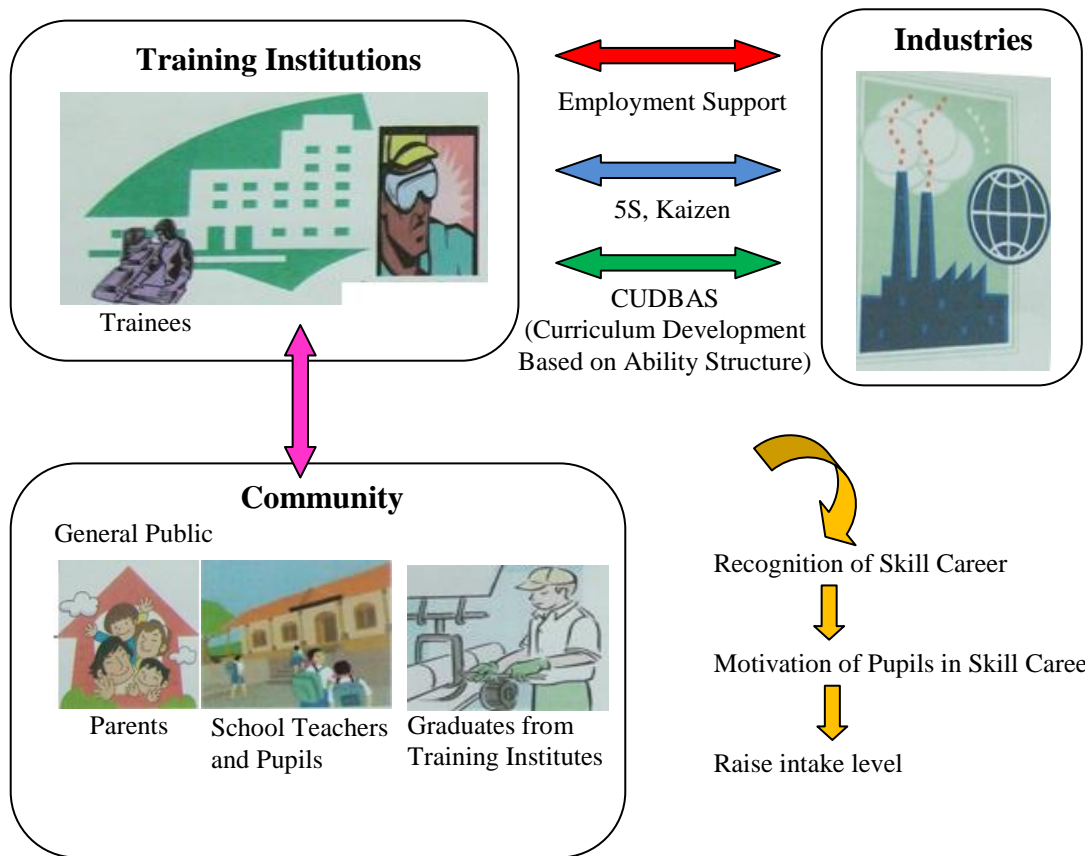 Training Institutions
Trainees
Employment Support
5S, Kaizen
CUDBAS
(Curriculum Development
Based on Ability Structure)
Industries
Community
General Public
Parents
School Teachers
and Pupils
Graduates from
Training Institutes
Recognition of Skill Career
Motivation of Pupils in Skill Caree
Raise intake level